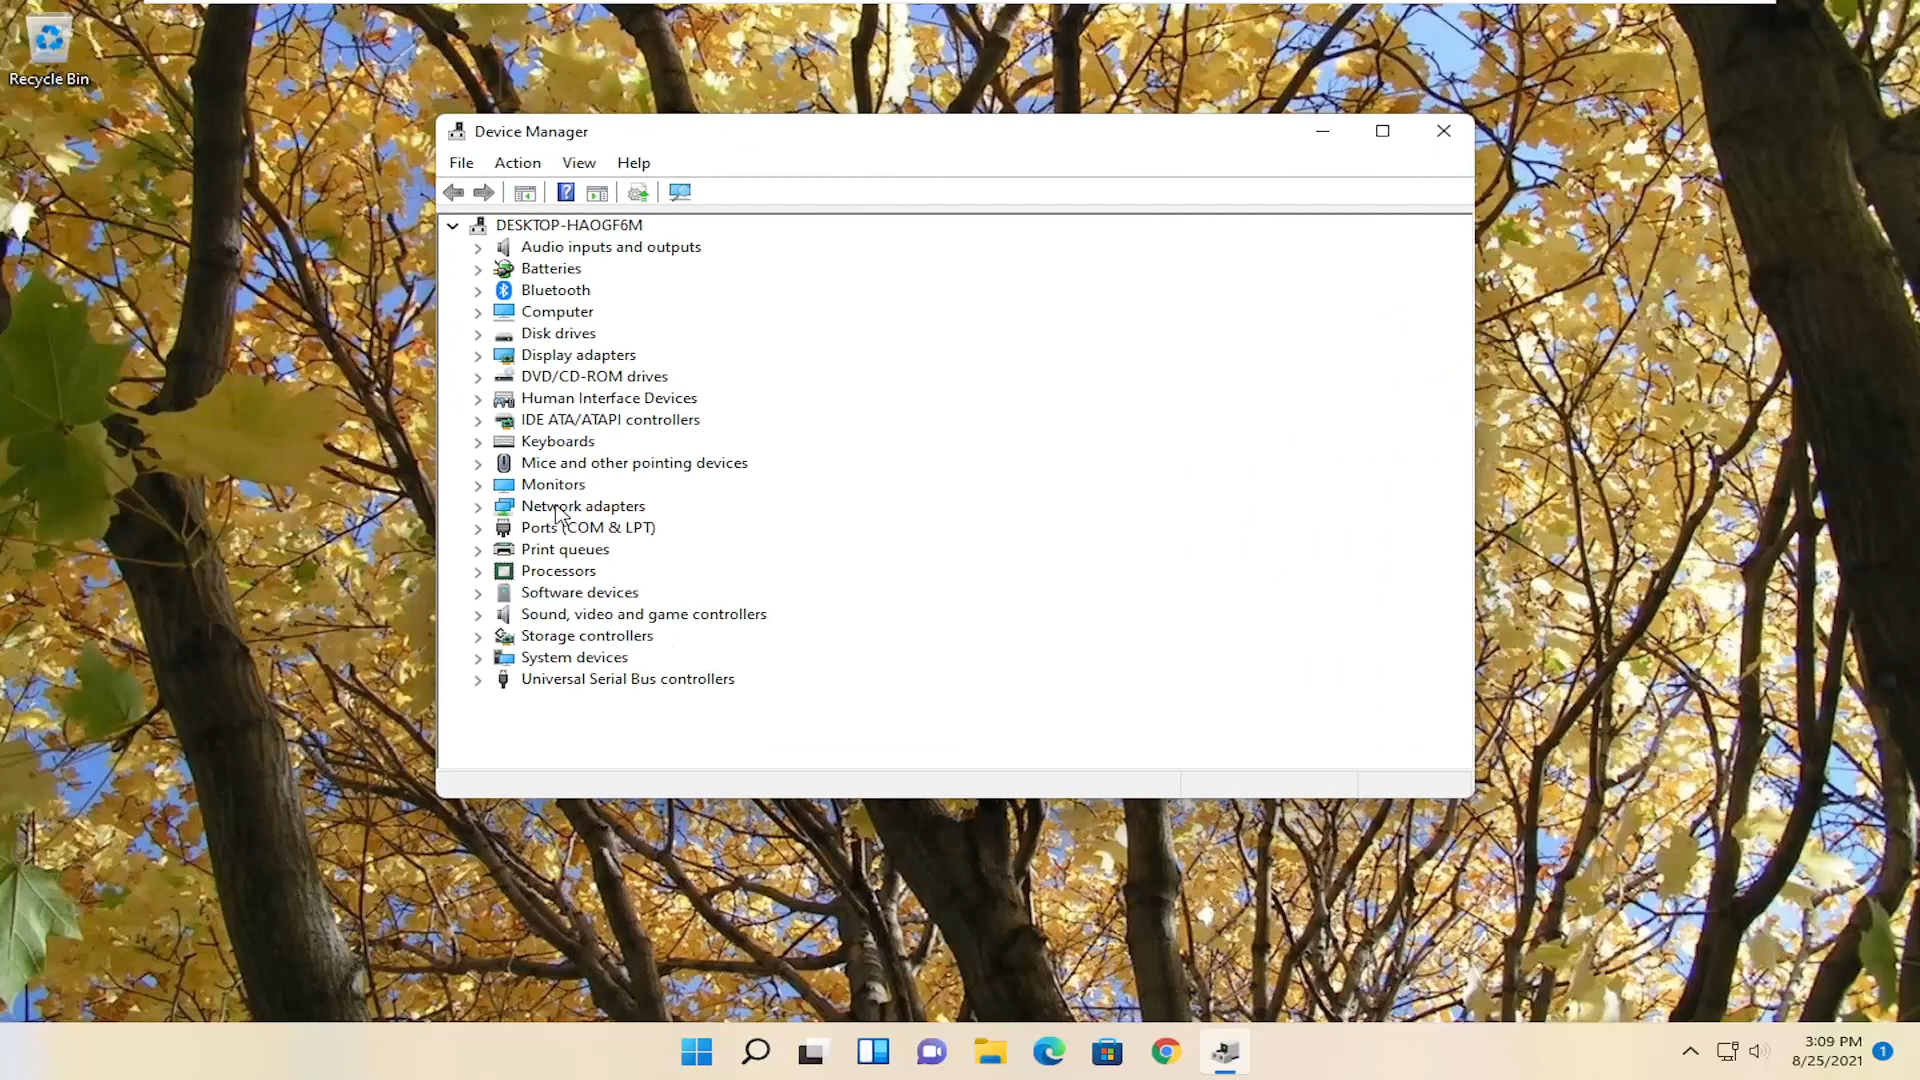 Recycle Bin
Device Manager
File Action View Help
DESKTOP-HAOGF6M
Audio inputs and outputs
Batteries
Bluetooth
Computer
Disk drives
Display adapters
DVD/CD-ROM drives
Human Interface Devices
IDE ATA/ATAPI controllers
Keyboards
Mice and other pointing devices
Monitors
Network adapters
Ports (COM & LPT)
Print queues
Processors
Software devices
Sound, video and game controllers
Storage controllers
System devices
Universal Serial Bus controllers
3:09 PM
8/25/2021
1